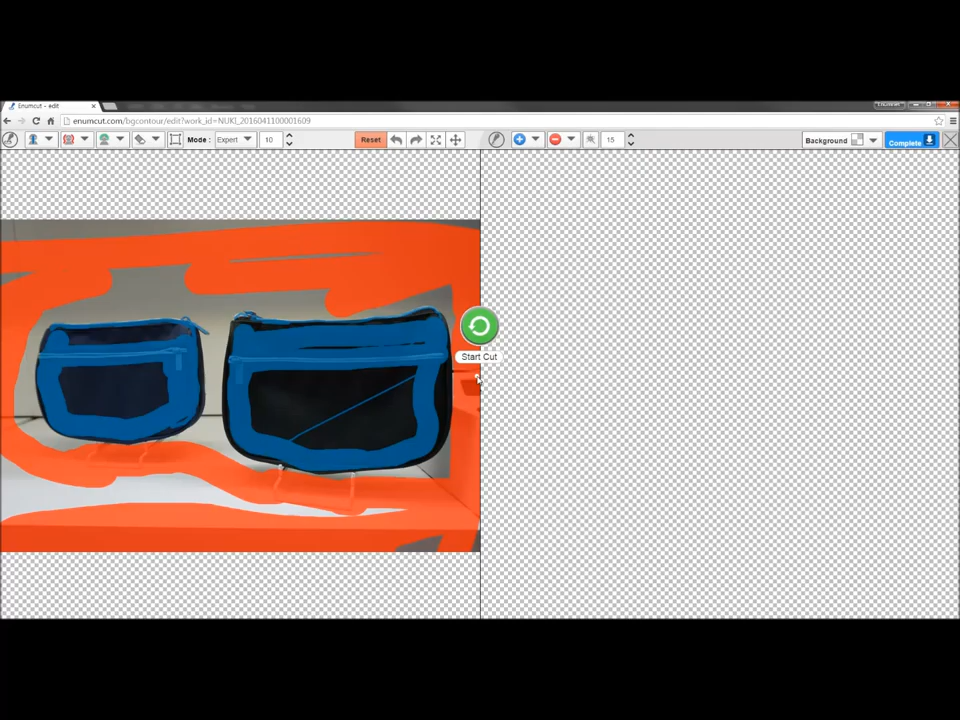 Enumcut - edit
enumcut.com/bgcontour/edit?work_id=NUKI_2016041100001609
Mode : Expert 10 Reset 15 Background Complete
Start Cut